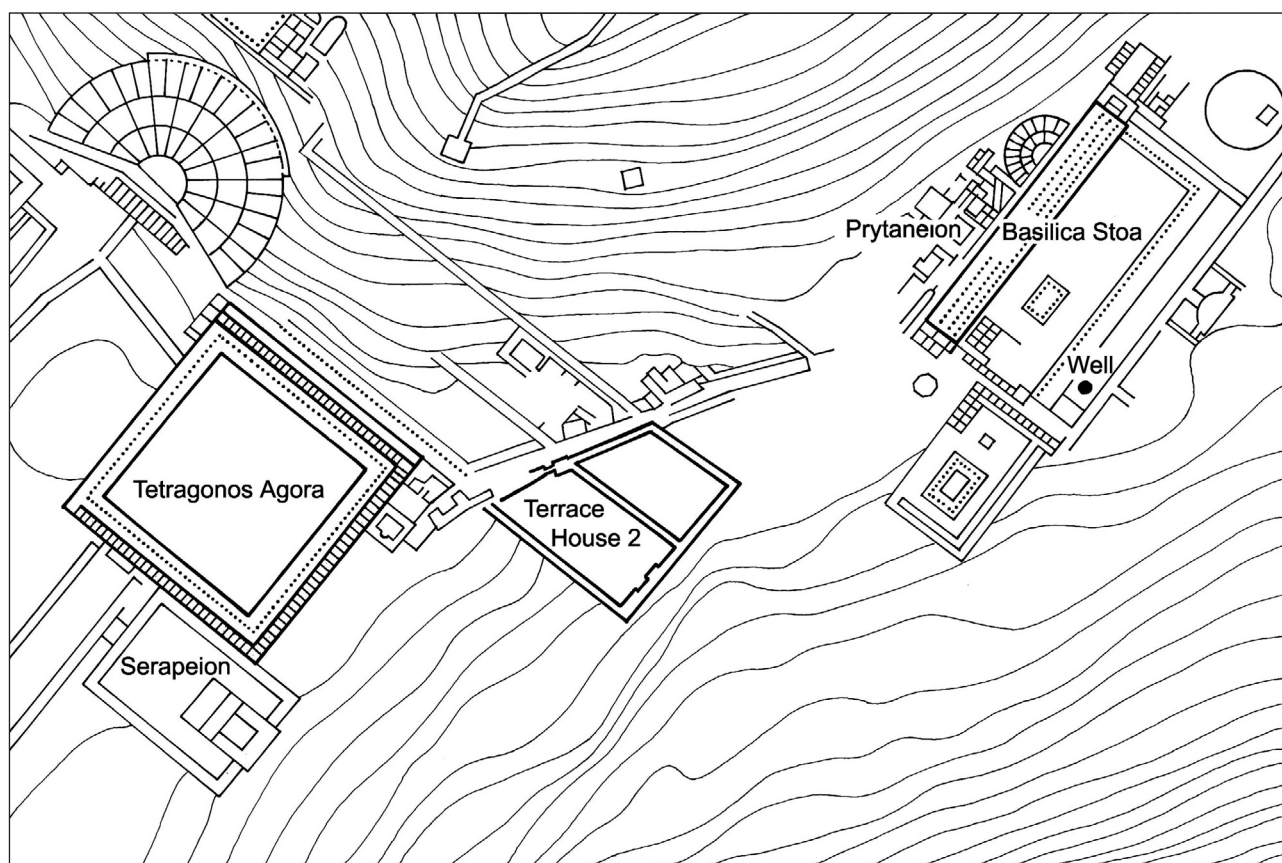 Prytaneion
Basilica Stoa
Well
Tetragonos Agora
Terrace
House 2
Serapeion